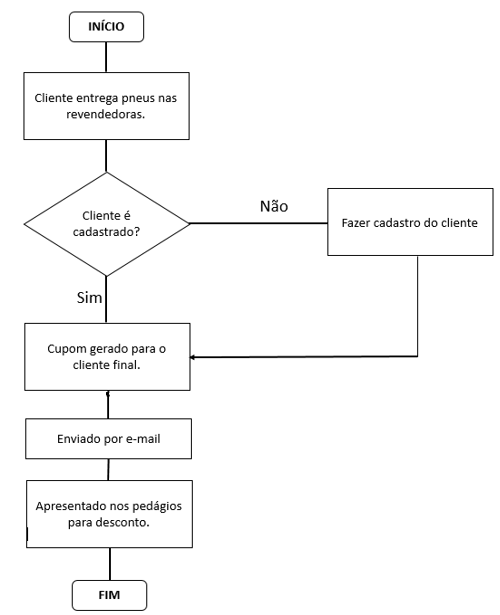 INÍCIO
Cliente entrega pneus nas
revendedoras.
Cliente é
cadastrado?
Não
Fazer cadastro do cliente
Sim
Cupom gerado para o
cliente final.
Enviado por e-mail
Apresentado nos pedágios
para desconto.
FIM